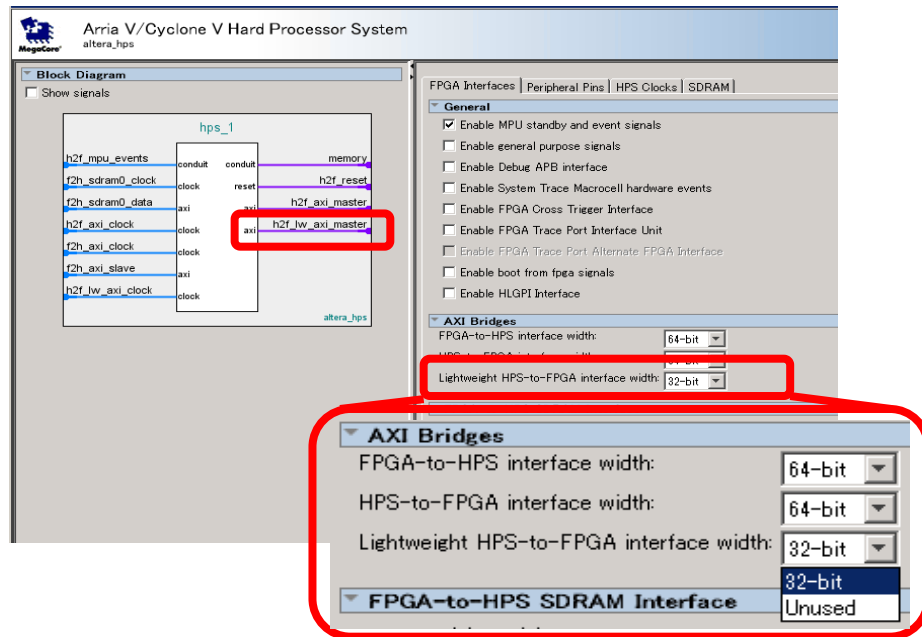 Arria V/Cyclone V Hard Processor System
MegaCore'
altera_hps
Block Diagram
Show signals
hps_1
h2f_mpu_events conduit conduit memory
f2h_sdram0_clock clock reset h2f_reset
f2h_sdram0_data axi axi h2f_axi_master
h2f_axi_clock clock axi h2f_lw_axi_master
f2h_axi_clock clock
f2h_axi_slave axi
h2f_lw_axi_clock clock
altera_hps
FPGA Interfaces Peripheral Pins HPS Clocks SDRAM
General
Enable MPU standby and event signals
Enable general purpose signals
Enable Debug APB interface
Enable System Trace Macrocell hardware events
Enable FPGA Cross Trigger Interface
Enable FPGA Trace Port Interface Unit
Enable FPGA Trace Port Alternate FPGA Interface
Enable boot from fpga signals
Enable HLGPI Interface
AXI Bridges
FPGA-to-HPS interface width: 64-bit
Lightweight HPS-to-FPGA interface width: 32-bit
AXI Bridges
FPGA-to-HPS interface width: 64-bit
HPS-to-FPGA interface width: 64-bit
Lightweight HPS-to-FPGA interface width: 32-bit
32-bit
Unused
FPGA-to-HPS SDRAM Interface